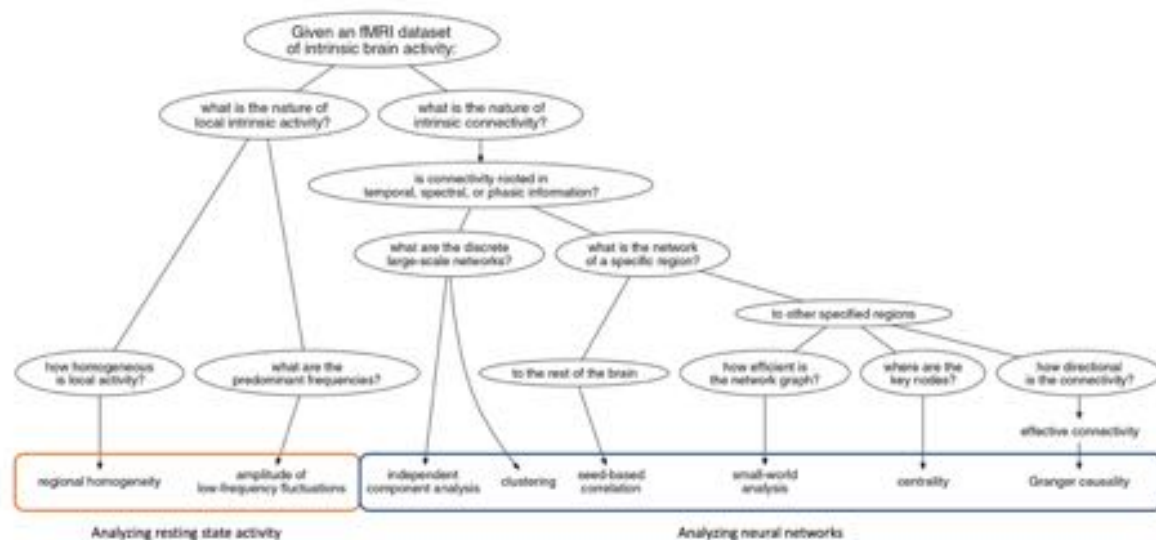 Given an fMRI dataset
of intrinsic brain activity:
what is the nature of
local intrinsic activity?
what is the nature of
intrinsic connectivity?
is connectivity rooted in
temporal, spectral, or phasic information?
what are the discrete
large-scale networks?
what is the network
of a specific region?
to other specified regions
how homogeneous
is local activity?
what are the
predominant frequencies?
to the rest of the brain
how efficient is
the network graph?
where are the
key nodes?
how directional
is the connectivity?
effective connectivity
regional homogeneity
amplitude of
low-frequency fluctuations
independent
component analysis
clustering
seed-based
correlation
small-world
analysis
centrality
Granger causality
Analyzing resting state activity
Analyzing neural networks